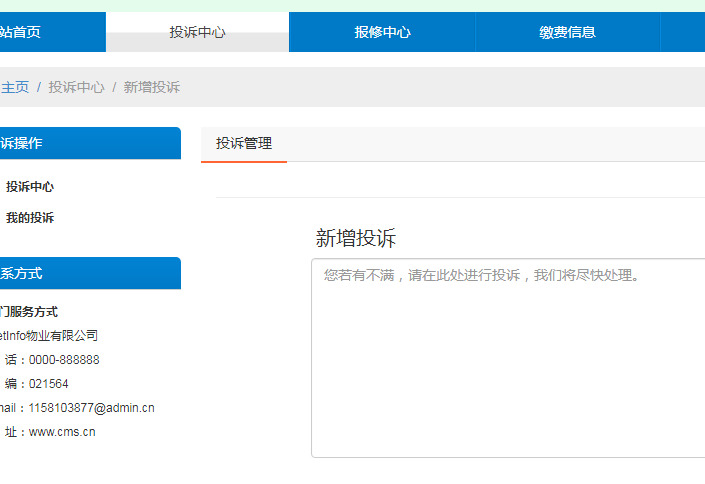 站首页 投诉中心 报修中心 缴费信息
主页 / 投诉中心 / 新增投诉
诉操作
投诉中心
我的投诉
系方式
门服务方式
etInfo物业有限公司
话：0000-888888
编：021564
mail：1158103877@admin.cn
址：www.cms.cn
投诉管理
新增投诉
您若有不满，请在此处进行投诉，我们将尽快处理。